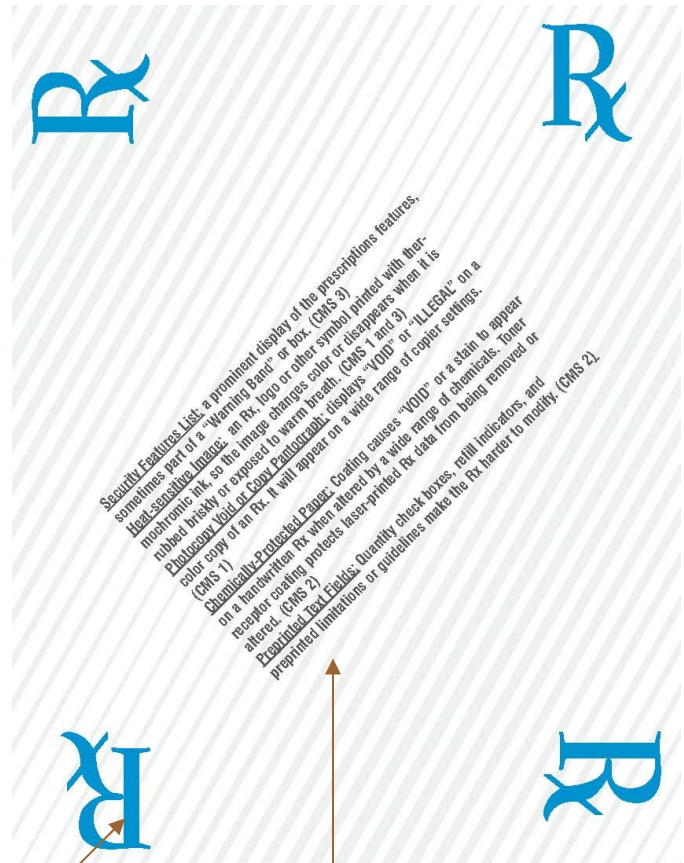 Rx
Rx
Security Features List: a prominent display of the prescriptions features,
sometimes part of a “Warning Band” or box. (CMS 3)
Heat-sensitive Image: an Rx, logo or other symbol printed with ther-
mochromic ink, so the image changes color or disappears when it is
rubbed briskly or exposed to warm breath. (CMS 1 and 3)
Photocopy Void or Copy Pantograph: displays “VOID” or “ILLEGAL” on a
color copy of an Rx. It will appear on a wide range of copier settings.
(CMS 1)
Chemically-Protected Paper: Coating causes “VOID” or a stain to appear
on a handwritten Rx when altered by a wide range of chemicals. Toner
receptor coating protects laser-printed Rx data from being removed or
altered. (CMS 2)
Preprinted Text Fields: Quantity check boxes, refill indicators, and
preprinted limitations or guidelines make the Rx harder to modify. (CMS 2)
Rx
Rx